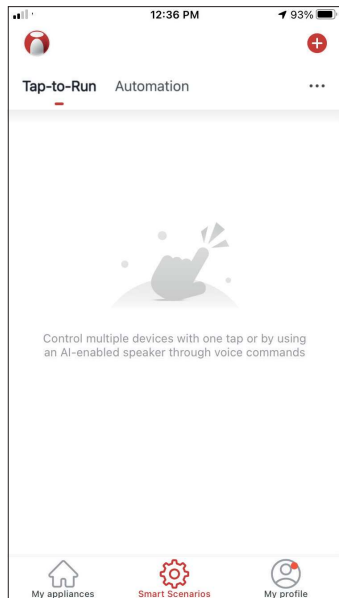 12:36 PM
93%
Tap-to-Run Automation
Control multiple devices with one tap or by using
an AI-enabled speaker through voice commands
My appliances Smart Scenarios My profile